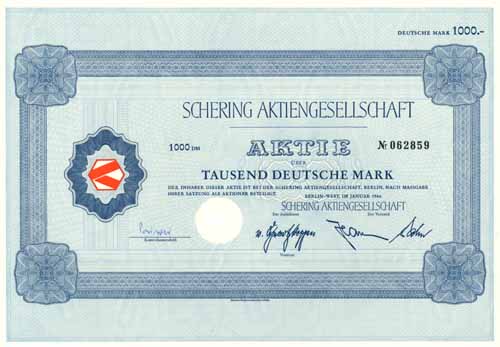 DEUTSCHE MARK 1000.-
SCHERING AKTIENGESELLSCHAFT
1000 DM AKTIE № 062859
ÜBER
TAUSEND DEUTSCHE MARK
DER INHABER DIESER AKTIE IST BEI DER SCHERING AKTIENGESELLSCHAFT, BERLIN, NACH MASSGABE
IHRER SATZUNG ALS AKTIONÄR BETEILIGT.
BERLIN-WEST, IM JANUAR
SCHERING AKTIENGESELLSCHAFT
Der Aufsichtsrat Der Vorstand
Kontrollunterschrift
Vorsitzer